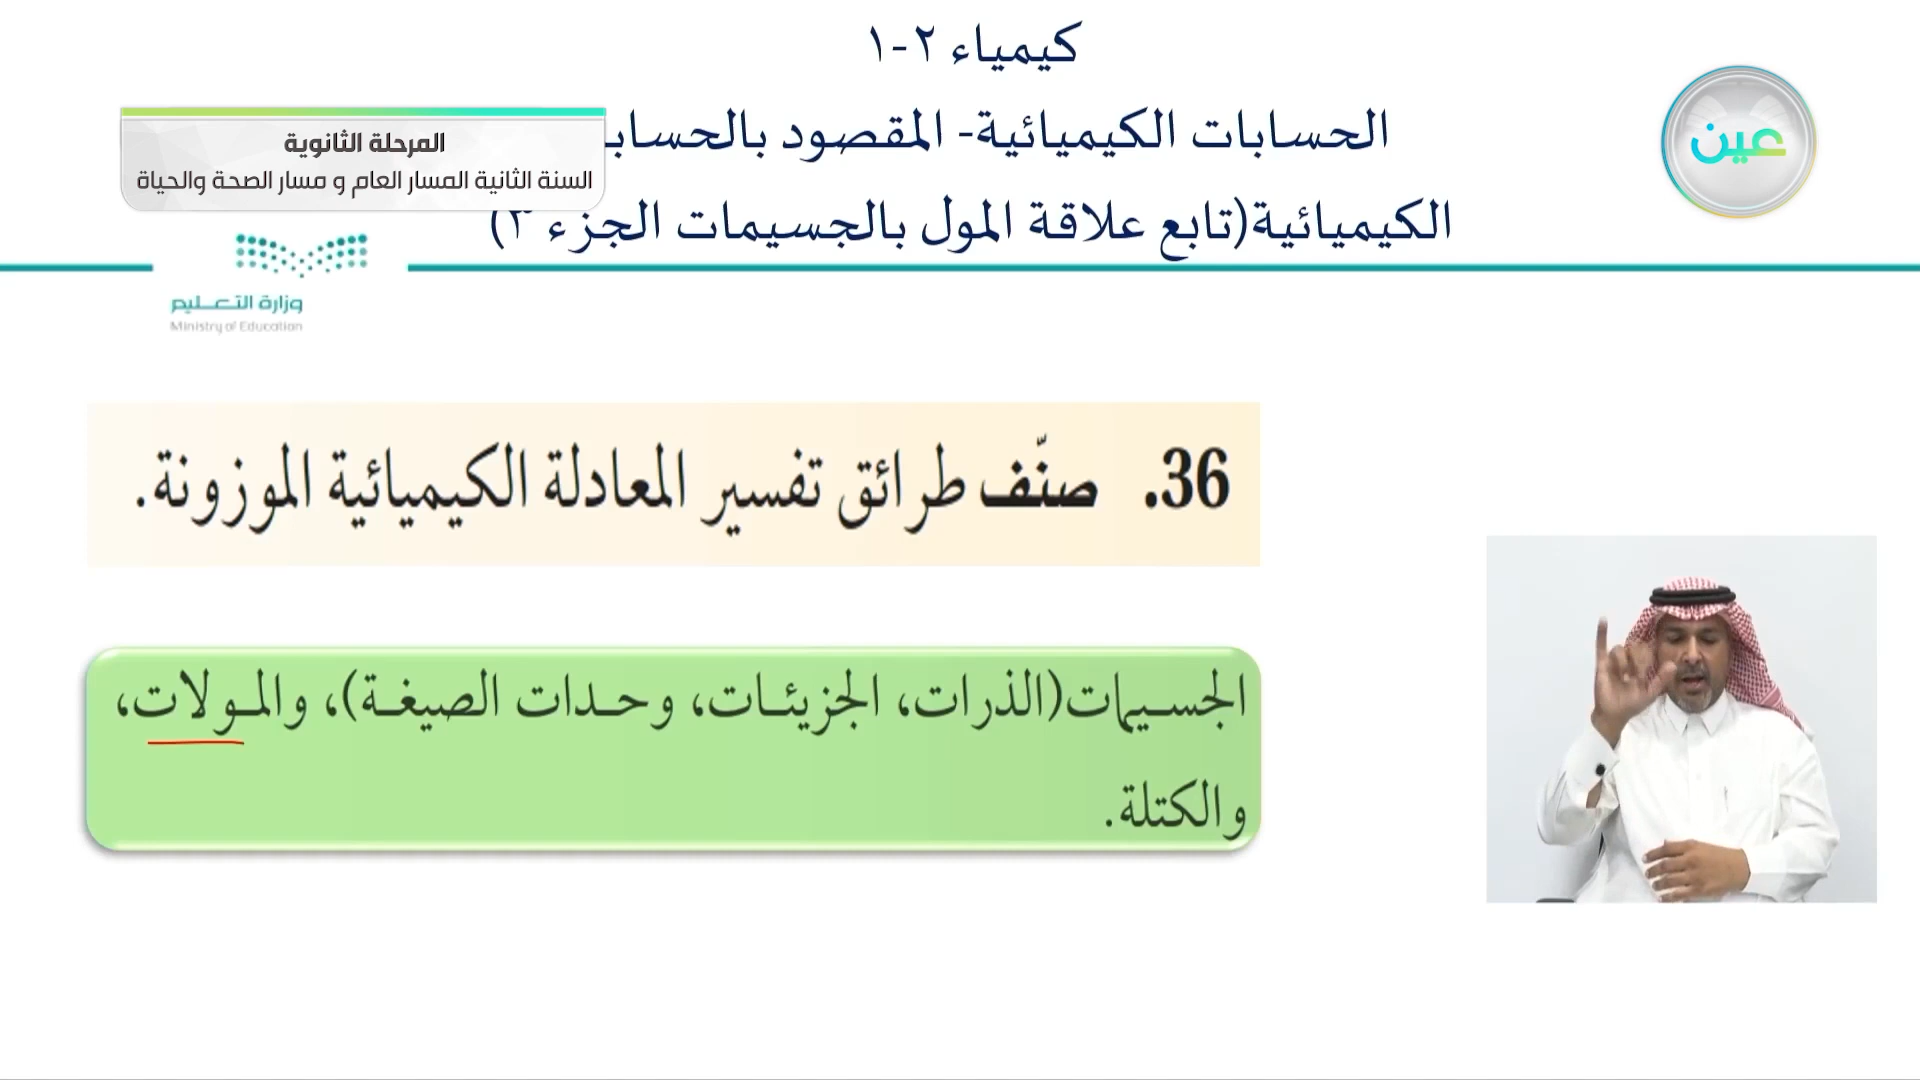 كيمياء ٢-١
الحسابات الكيميائية- المقصود بالحسابا
الكيميائية(تابع علاقة المول بالجسيمات الجزء ٣)
المرحلة الثانوية
السنة الثانية المسار العام و مسار الصحة والحياة
عين
وزارة التعليم
Ministry of Education
36. صنّف طرائق تفسير المعادلة الكيميائية الموزونة.
الجسيمات(الذرات، الجزيئات، وحدات الصيغة)، والمولات،
والكتلة.